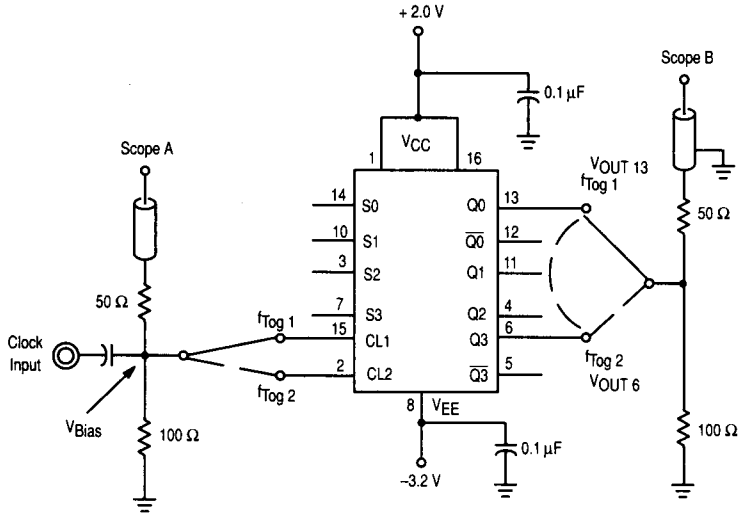 + 2.0 V
Scope B
0.1 µF
Scope A
VCC
1
16
VOUT 13
fTog 1
14
S0
Q0
13
50 Ω
10
S1
Q0
12
3
S2
Q1
11
50 Ω
7
S3
Q2
4
Clock
Input
fTog 1
15
CL1
Q3
6
2
CL2
Q3
5
fTog 2
fTog 2
VOUT 6
VBias
100 Ω
8
VEE
0.1 µF
100 Ω
–3.2 V